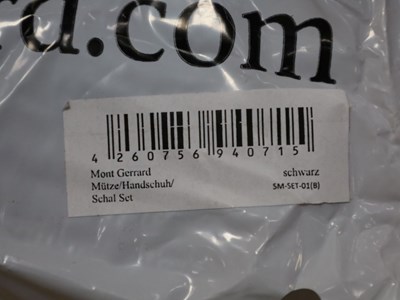 rd.com
4 260756 940715
Mont Gerrard schwarz
Mütze/Handschuh/ SM-SET-01(B)
Schal Set